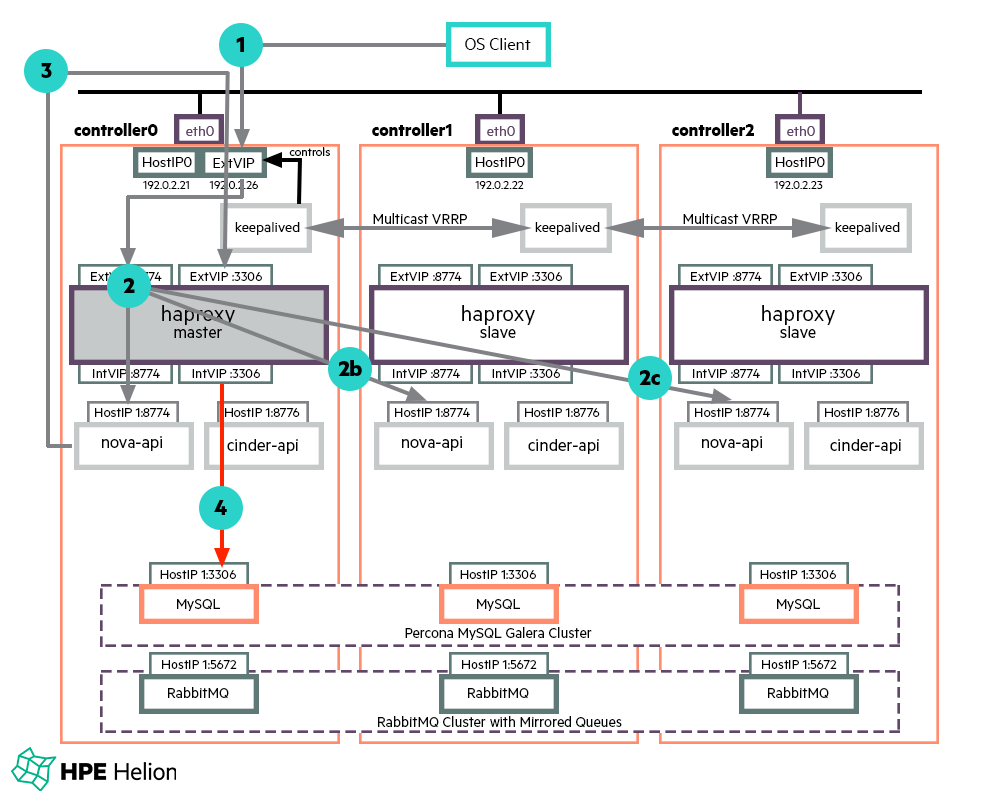 OS Client
1
3
controller0
eth0
controller1
eth0
controller2
eth0
HostIP0
ExtVIP
controls
HostIP0
HostIP0
192.0.2.21
192.0.2.26
192.0.2.22
192.0.2.23
keepalived
Multicast VRRP
keepalived
Multicast VRRP
keepalived
ExtVIP :3306
ExtVIP :8774
ExtVIP :3306
ExtVIP :8774
ExtVIP :3306
2
haproxy
master
haproxy
slave
haproxy
slave
2b
2c
IntVIP :8774
IntVIP :3306
IntVIP :8774
IntVIP :3306
IntVIP :8774
IntVIP :3306
HostIP 1:8774
HostIP 1:8776
HostIP 1:8774
HostIP 1:8776
HostIP 1:8774
HostIP 1:8776
nova-api
cinder-api
nova-api
cinder-api
nova-api
cinder-api
4
HostIP 1:3306
HostIP 1:3306
HostIP 1:3306
MySQL
MySQL
MySQL
Percona MySQL Galera Cluster
HostIP 1:5672
HostIP 1:5672
HostIP 1:5672
RabbitMQ
RabbitMQ
RabbitMQ
RabbitMQ Cluster with Mirrored Queues
HPE Helion